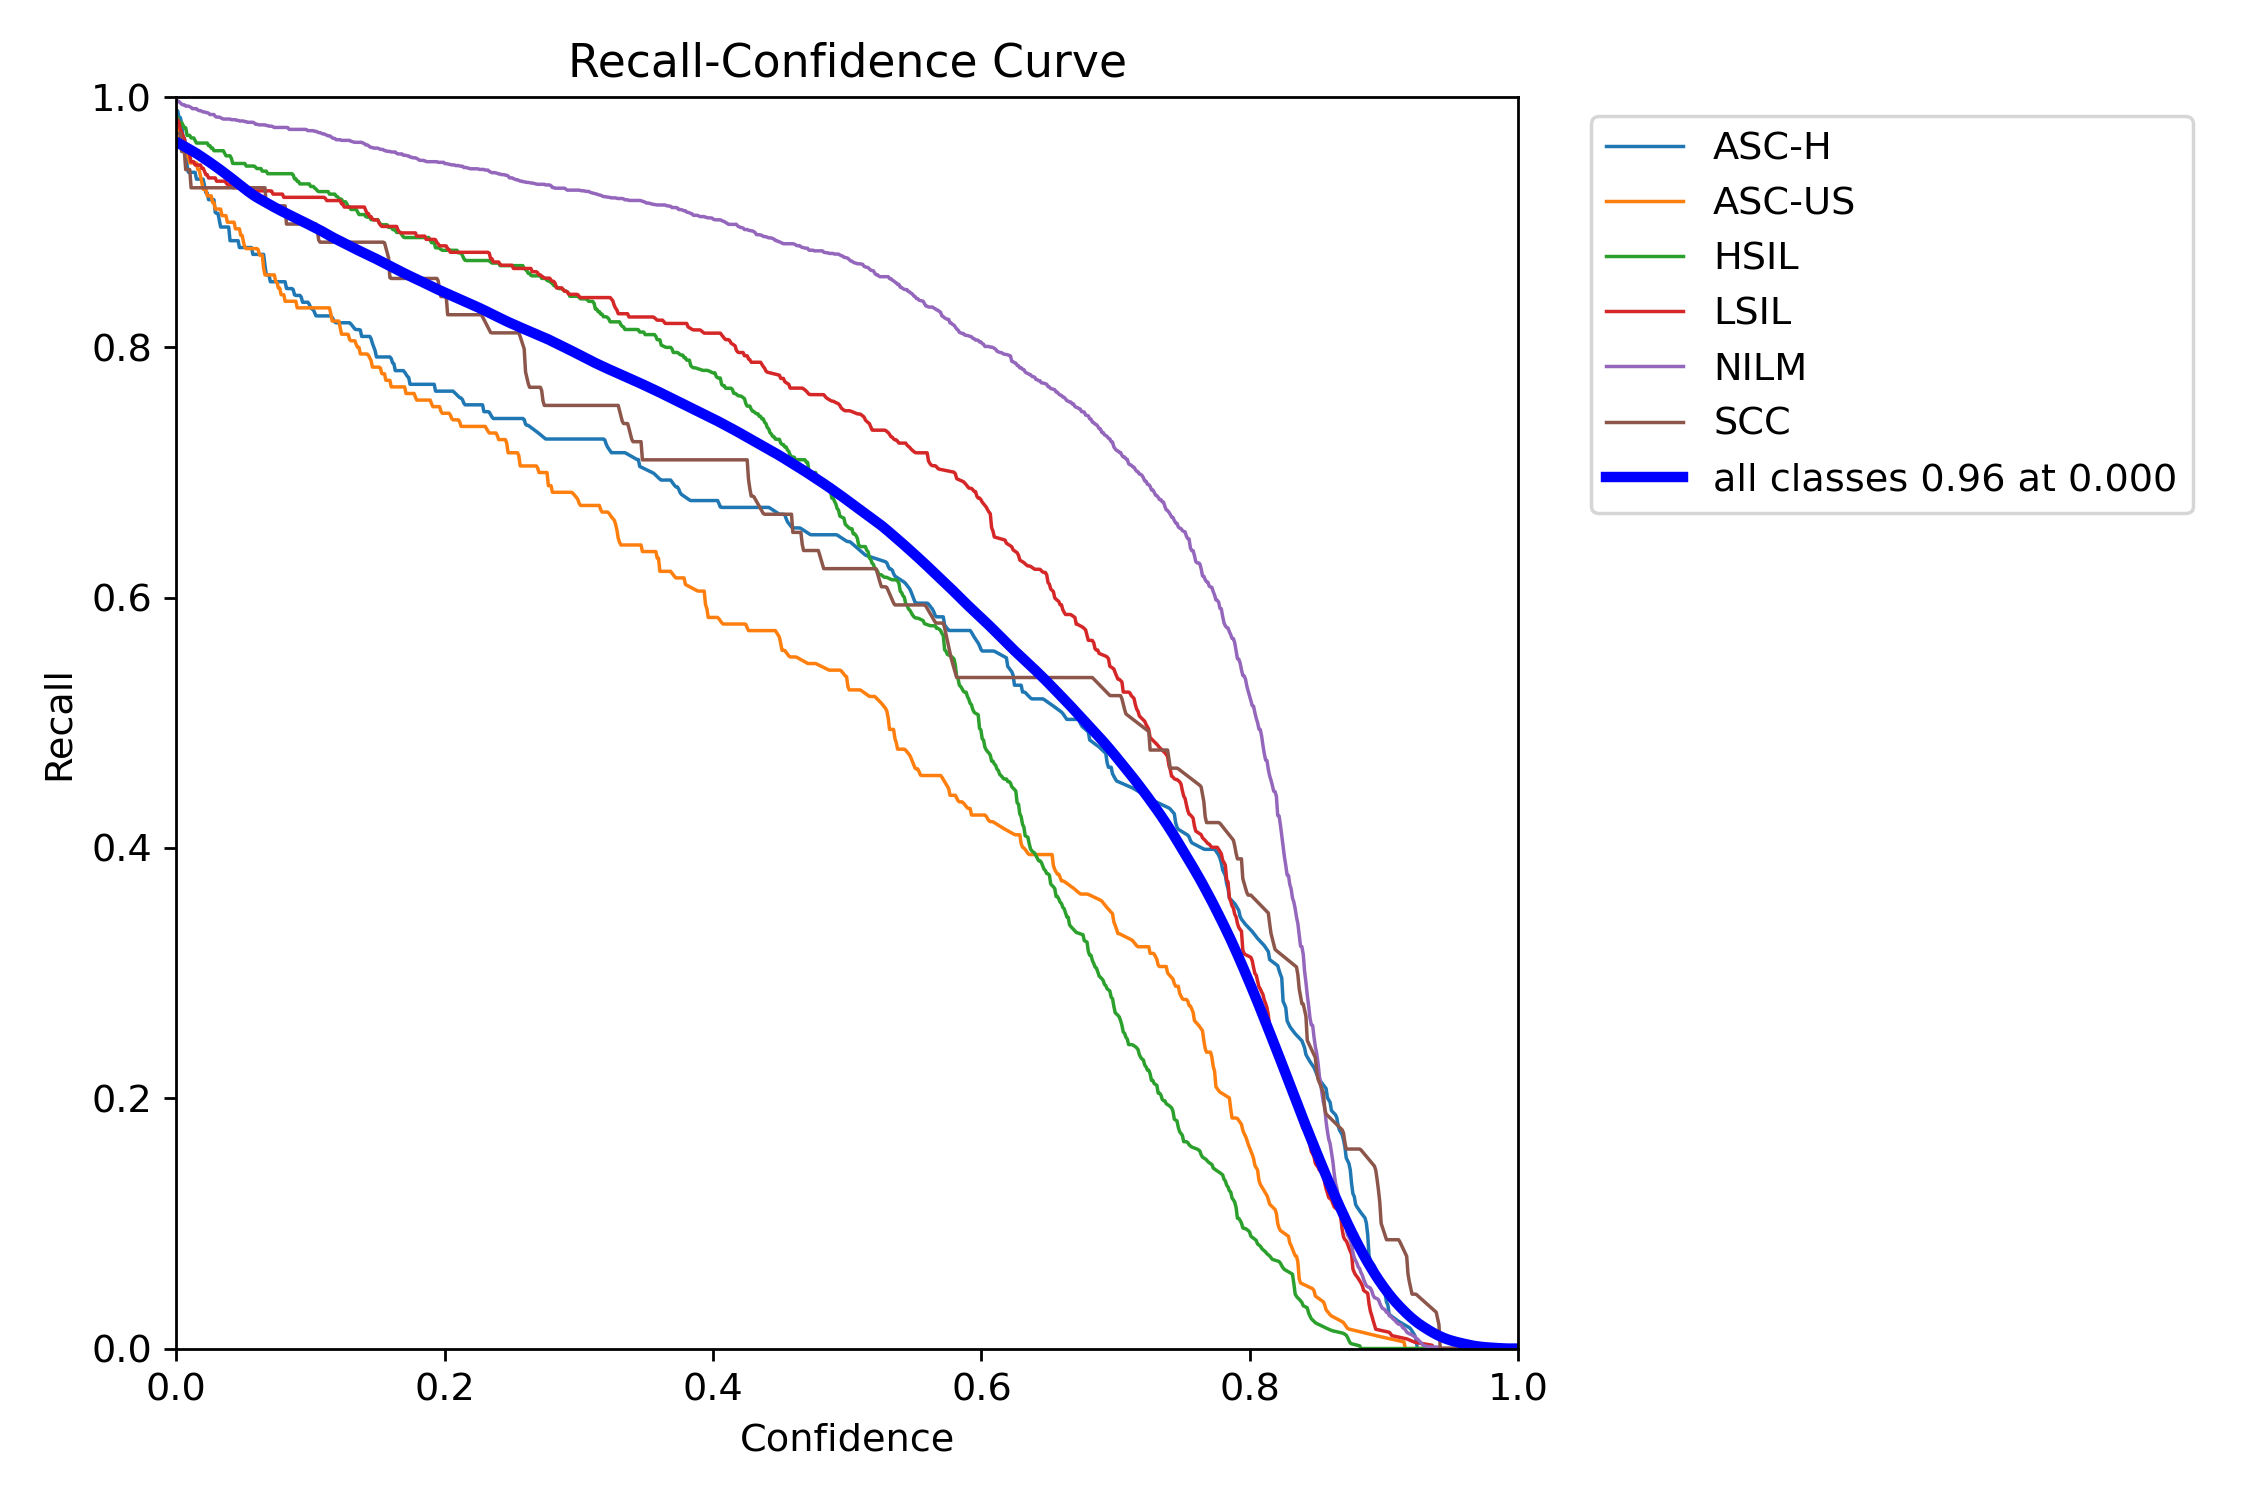 Recall-Confidence Curve
1.0
0.8
0.6
0.4
0.2
0.0
Recall
0.0 0.2 0.4 0.6 0.8 1.0
Confidence
ASC-H
ASC-US
HSIL
LSIL
NILM
SCC
all classes 0.96 at 0.000